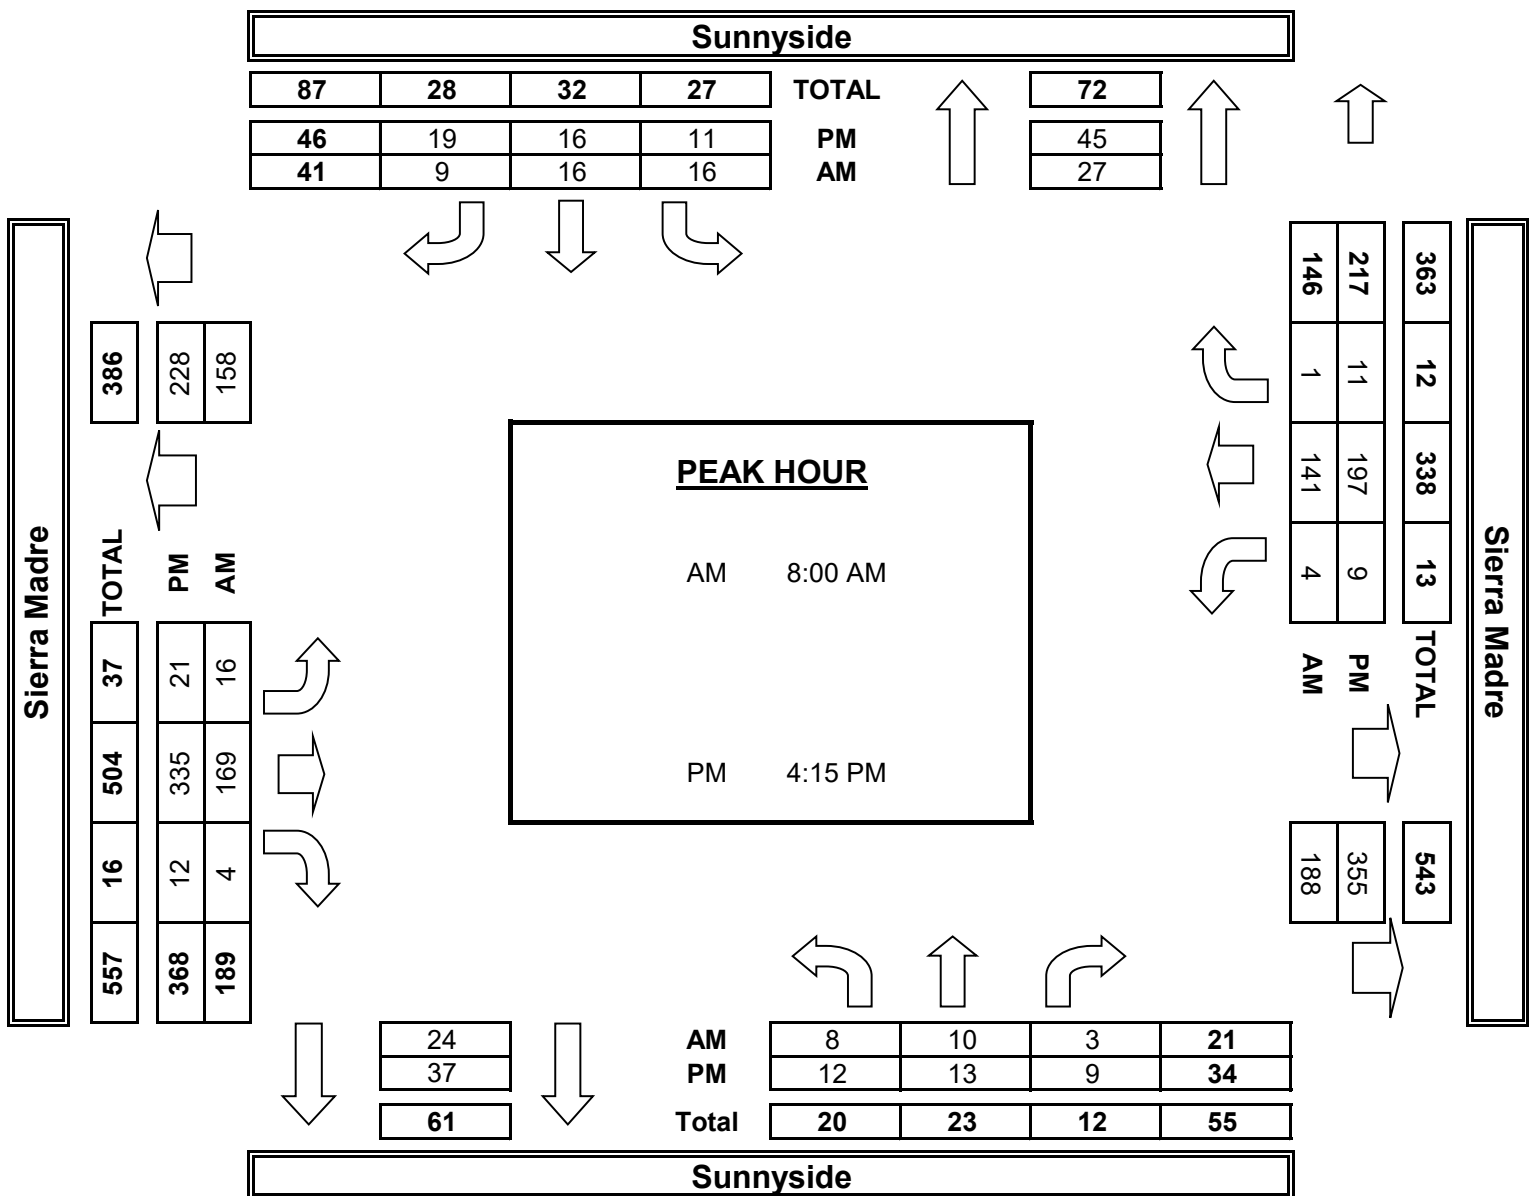 Sunnyside
87 28 32 27 TOTAL 72
46 19 16 11 PM 45
41 9 16 16 AM 27
Sierra Madre
386
228
158
TOTAL
PM
AM
37 504 16 557
21 335 12 368
16 169 4 189
PEAK HOUR
AM 8:00 AM
PM 4:15 PM
363 12 338 13 TOTAL 543
217 11 197 9 PM 355
146 1 141 4 AM 188
Sierra Madre
24 AM 8 10 3 21
37 PM 12 13 9 34
61 Total 20 23 12 55
Sunnyside